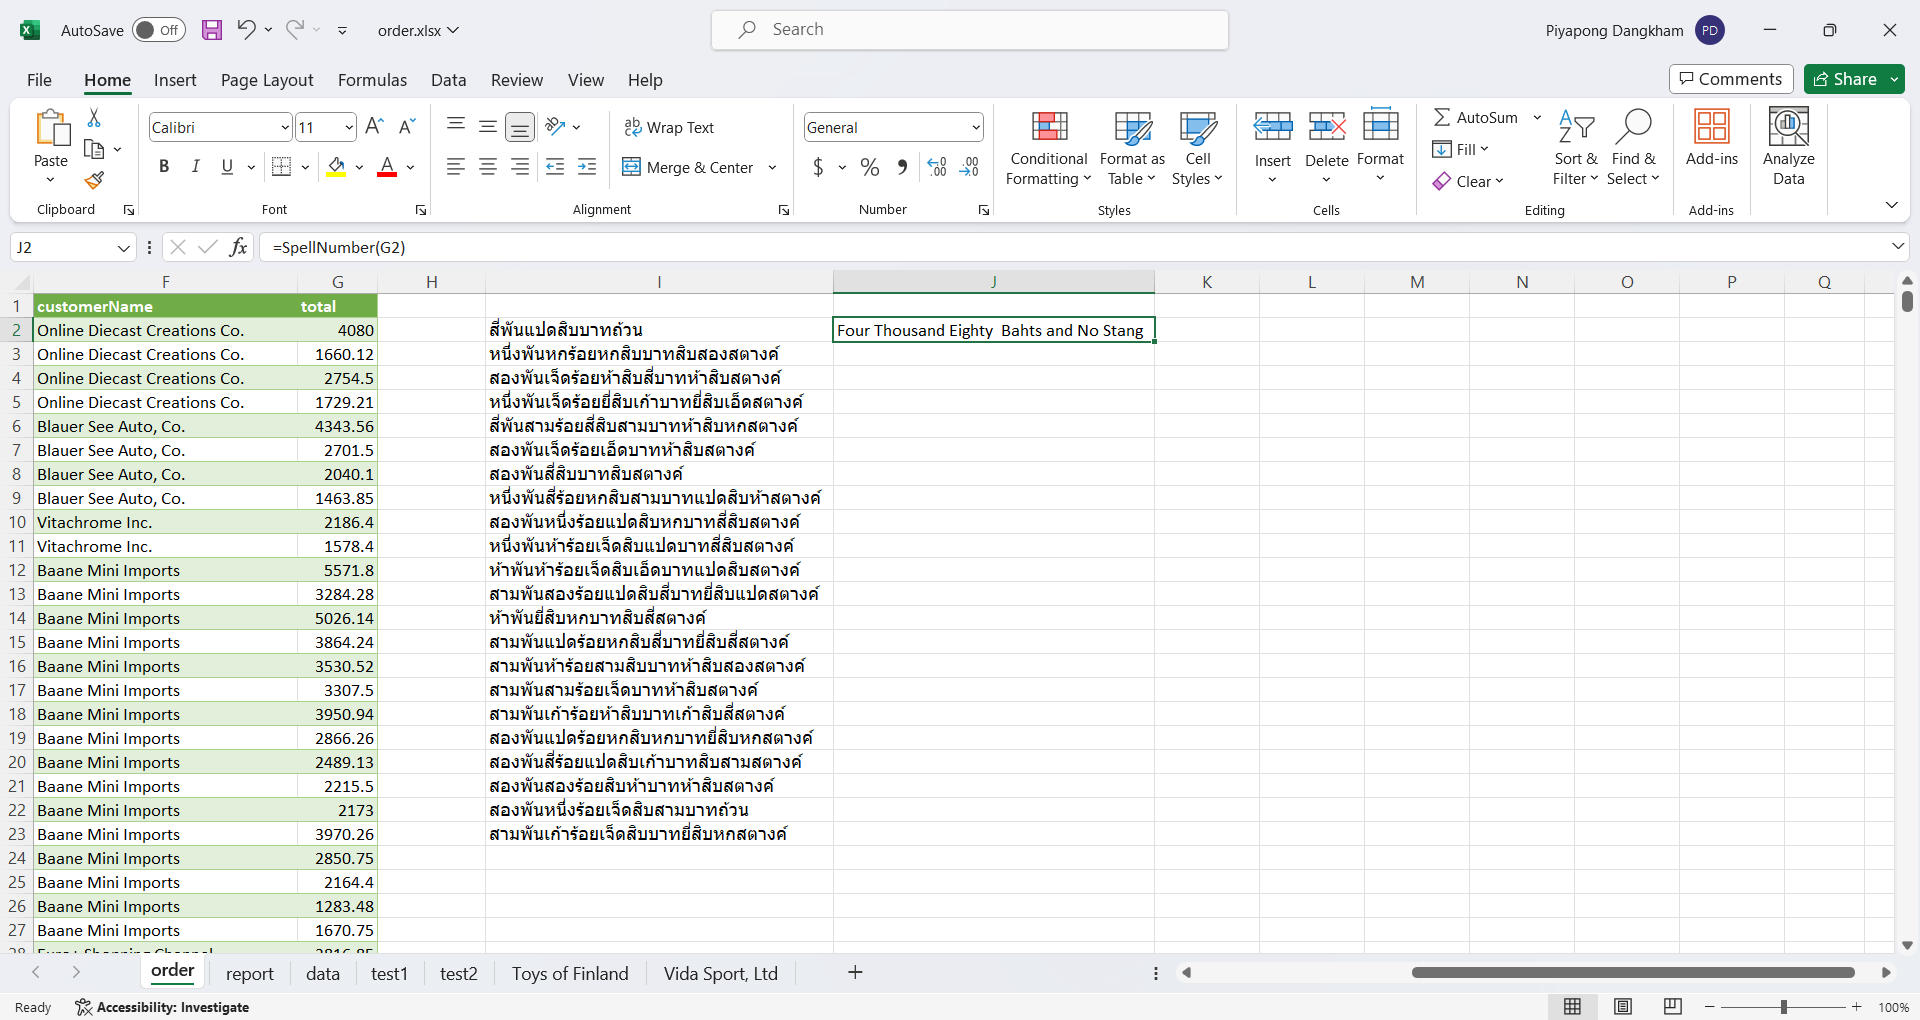 AutoSave Off order.xlsx Search Piyapong Dangkham PD
File Home Insert Page Layout Formulas Data Review View Help Comments Share
Paste Calibri 11 Wrap Text General AutoSum
B I U Merge & Center $ % Fill
Conditional Formatting Format as Table Cell Styles Insert Delete Format Clear Sort & Filter Find & Select Add-ins Analyze Data
Clipboard Font Alignment Number Styles Cells Editing Add-ins
J2 fx =SpellNumber(G2)
F G H I J K L M N O P Q
1 customerName total
2 Online Diecast Creations Co. 4080 สี่พันแปดสิบบาทถ้วน Four Thousand Eighty  Bahts and No Stang
3 Online Diecast Creations Co. 1660.12 หนึ่งพันหกร้อยหกสิบบาทสิบสองสตางค์
4 Online Diecast Creations Co. 2754.5 สองพันเจ็ดร้อยห้าสิบสี่บาทห้าสิบสตางค์
5 Online Diecast Creations Co. 1729.21 หนึ่งพันเจ็ดร้อยยี่สิบเก้าบาทยี่สิบเอ็ดสตางค์
6 Blauer See Auto, Co. 4343.56 สี่พันสามร้อยสี่สิบสามบาทห้าสิบหกสตางค์
7 Blauer See Auto, Co. 2701.5 สองพันเจ็ดร้อยเอ็ดบาทห้าสิบสตางค์
8 Blauer See Auto, Co. 2040.1 สองพันสี่สิบบาทสิบสตางค์
9 Blauer See Auto, Co. 1463.85 หนึ่งพันสี่ร้อยหกสิบสามบาทแปดสิบห้าสตางค์
10 Vitachrome Inc. 2186.4 สองพันหนึ่งร้อยแปดสิบหกบาทสี่สิบสตางค์
11 Vitachrome Inc. 1578.4 หนึ่งพันห้าร้อยเจ็ดสิบแปดบาทสี่สิบสตางค์
12 Baane Mini Imports 5571.8 ห้าพันห้าร้อยเจ็ดสิบเอ็ดบาทแปดสิบสตางค์
13 Baane Mini Imports 3284.28 สามพันสองร้อยแปดสิบสี่บาทยี่สิบแปดสตางค์
14 Baane Mini Imports 5026.14 ห้าพันยี่สิบหกบาทสิบสี่สตางค์
15 Baane Mini Imports 3864.24 สามพันแปดร้อยหกสิบสี่บาทยี่สิบสี่สตางค์
16 Baane Mini Imports 3530.52 สามพันห้าร้อยสามสิบบาทห้าสิบสองสตางค์
17 Baane Mini Imports 3307.5 สามพันสามร้อยเจ็ดบาทห้าสิบสตางค์
18 Baane Mini Imports 3950.94 สามพันเก้าร้อยห้าสิบบาทเก้าสิบสี่สตางค์
19 Baane Mini Imports 2866.26 สองพันแปดร้อยหกสิบหกบาทยี่สิบหกสตางค์
20 Baane Mini Imports 2489.13 สองพันสี่ร้อยแปดสิบเก้าบาทสิบสามสตางค์
21 Baane Mini Imports 2215.5 สองพันสองร้อยสิบห้าบาทห้าสิบสตางค์
22 Baane Mini Imports 2173 สองพันหนึ่งร้อยเจ็ดสิบสามบาทถ้วน
23 Baane Mini Imports 3970.26 สามพันเก้าร้อยเจ็ดสิบบาทยี่สิบหกสตางค์
24 Baane Mini Imports 2850.75
25 Baane Mini Imports 2164.4
26 Baane Mini Imports 1283.48
27 Baane Mini Imports 1670.75
order report data test1 test2 Toys of Finland Vida Sport, Ltd
Ready Accessibility: Investigate 100%